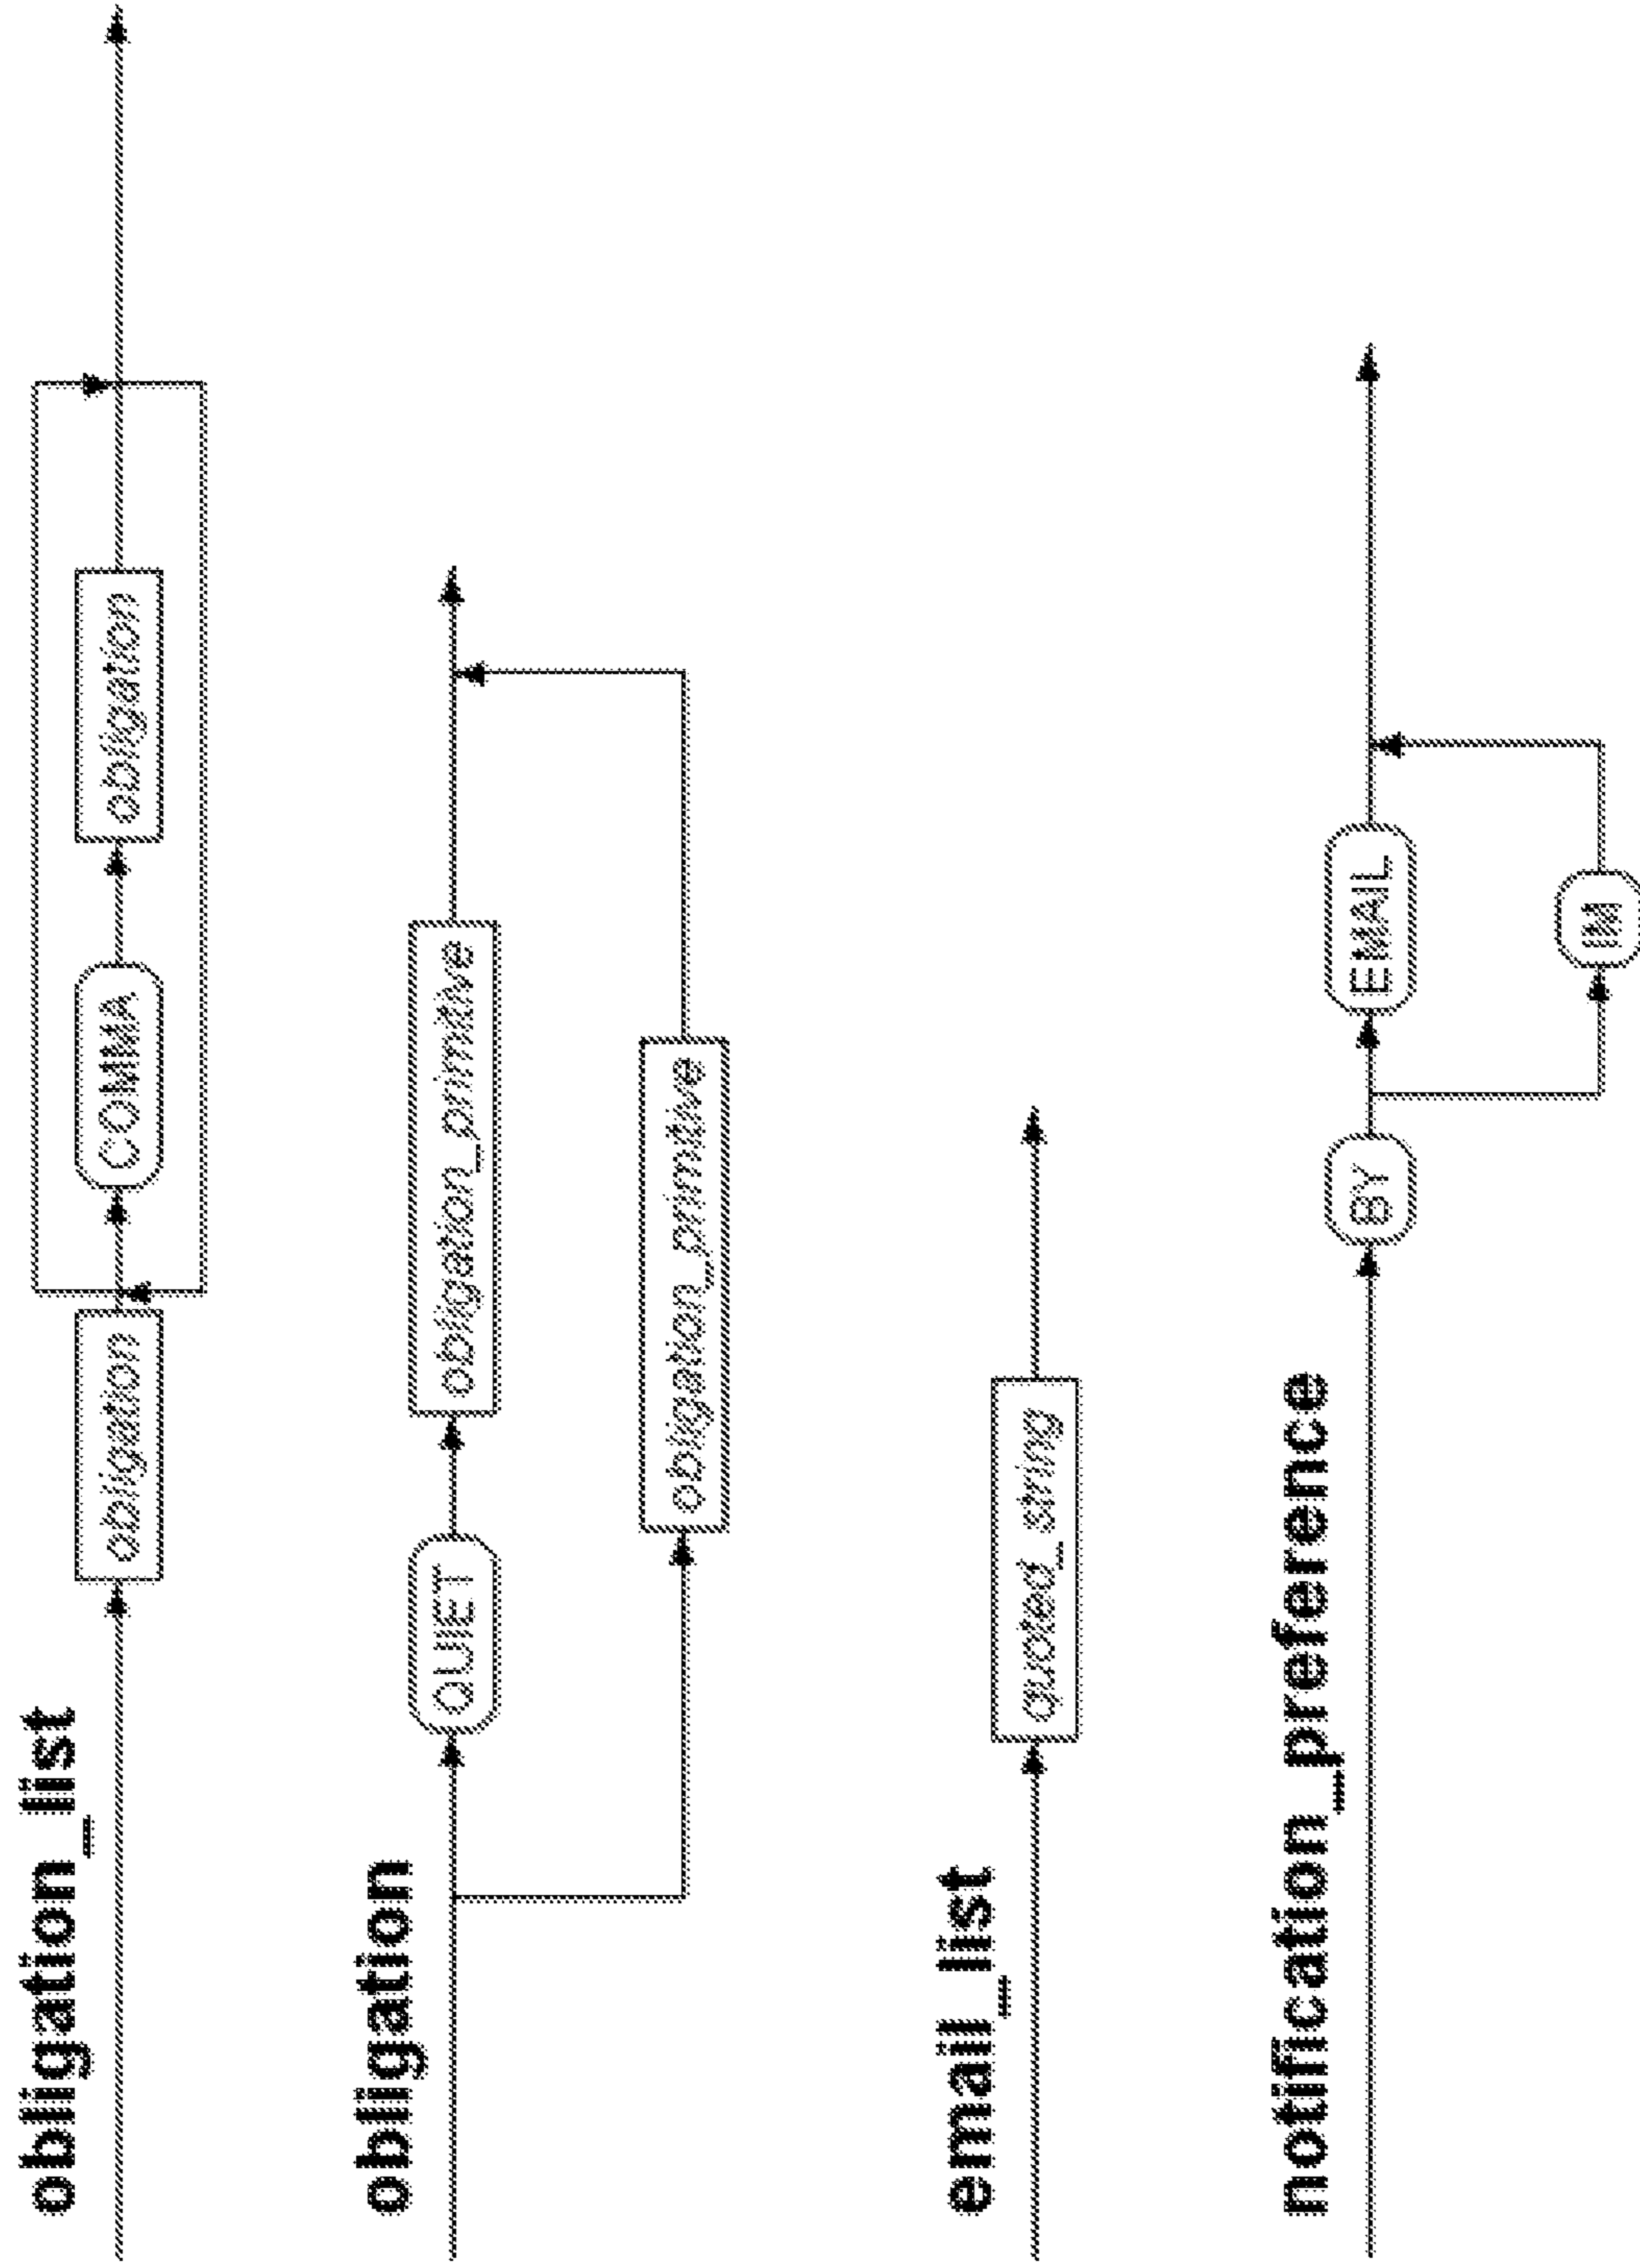 obligation_list
obligation COMMA obligation
obligation
QUIET obligation_primitive
obligation_primitive
email_list
quoted_string
notification_preference
BY EMAIL
IM